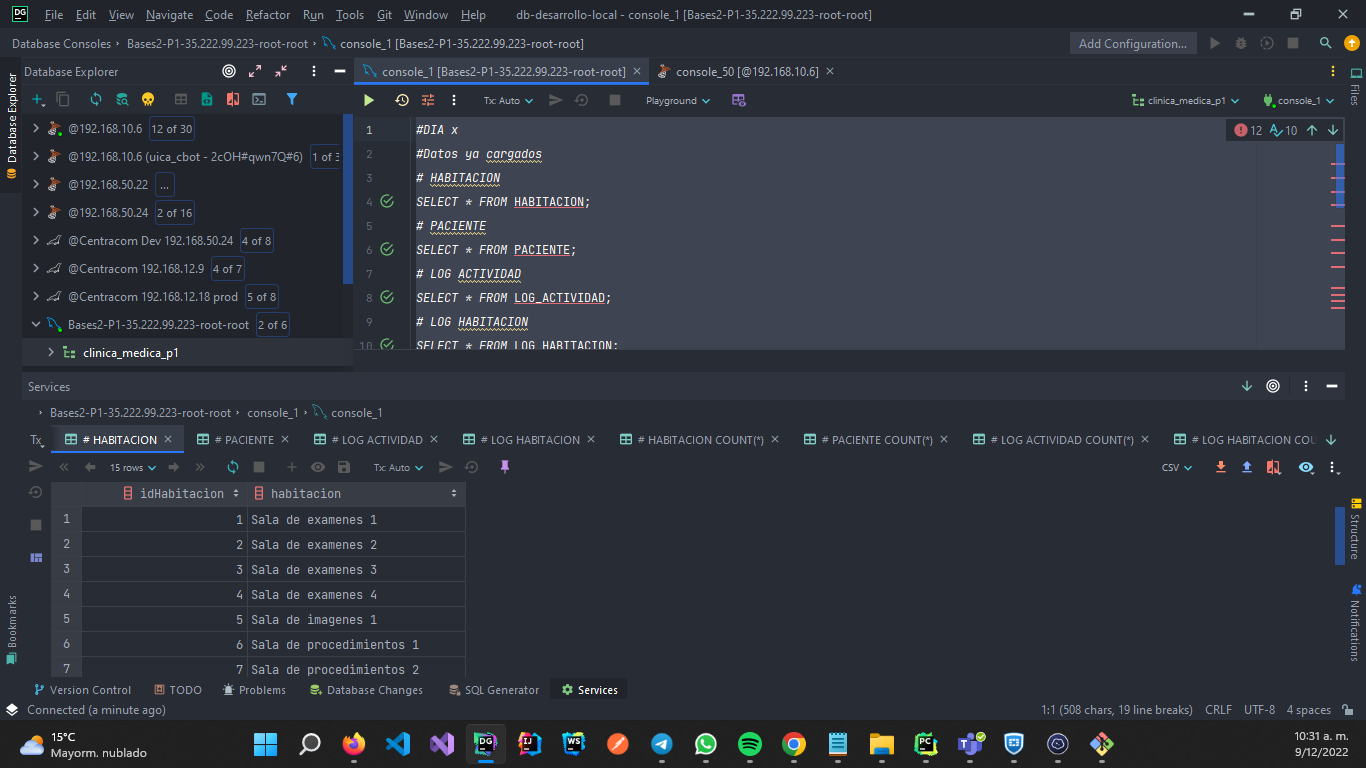 DG File Edit View Navigate Code Refactor Run Tools Git Window Help db-desarrollo-local - console_1 [Bases2-P1-35.222.99.223-root-root]
Database Consoles Bases2-P1-35.222.99.223-root-root console_1 [Bases2-P1-35.222.99.223-root-root] Add Configuration...
Database Explorer
console_1 [Bases2-P1-35.222.99.223-root-root] console_50 [@192.168.10.6]
Tx: Auto Playground clinica_medica_p1 console_1
Database Explorer
Files
@192.168.10.6 12 of 30
@192.168.10.6 (uica_cbot - 2cOH#qwn7Q#6) 1 of 3
@192.168.50.22 ...
@192.168.50.24 2 of 16
@Centracom Dev 192.168.50.24 4 of 8
@Centracom 192.168.12.9 4 of 7
@Centracom 192.168.12.18 prod 5 of 8
Bases2-P1-35.222.99.223-root-root 2 of 6
clinica_medica_p1
12 10
1 #DIA x
2 #Datos ya cargados
3 # HABITACION
4 SELECT * FROM HABITACION;
5 # PACIENTE
6 SELECT * FROM PACIENTE;
7 # LOG ACTIVIDAD
8 SELECT * FROM LOG_ACTIVIDAD;
9 # LOG HABITACION
10 SELECT * FROM LOG_HABITACION;
Services
Bases2-P1-35.222.99.223-root-root console_1 console_1
Tx # HABITACION # PACIENTE # LOG ACTIVIDAD # LOG HABITACION # HABITACION COUNT(*) # PACIENTE COUNT(*) # LOG ACTIVIDAD COUNT(*) # LOG HABITACION COU
15 rows Tx: Auto CSV
idHabitacion habitacion
1 1 Sala de examenes 1
2 2 Sala de examenes 2
3 3 Sala de examenes 3
4 4 Sala de examenes 4
5 5 Sala de imagenes 1
6 6 Sala de procedimientos 1
7 7 Sala de procedimientos 2
Structure
Notifications
Bookmarks
Version Control TODO Problems Database Changes SQL Generator Services
Connected (a minute ago) 1:1 (508 chars, 19 line breaks) CRLF UTF-8 4 spaces
15°C
Mayorm. nublado
DG IJ WS PC
10:31 a. m.
9/12/2022